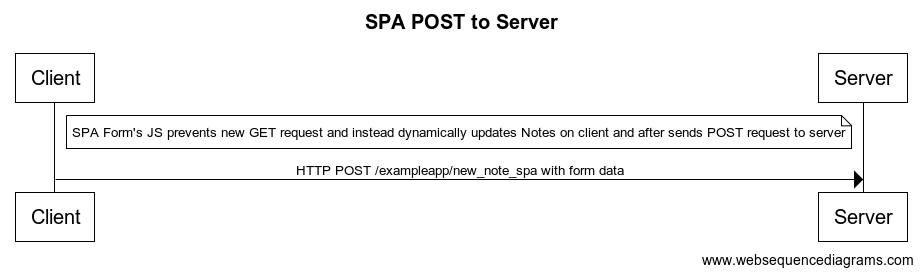 SPA POST to Server
Client
Server
SPA Form's JS prevents new GET request and instead dynamically updates Notes on client and after sends POST request to server
HTTP POST /exampleapp/new_note_spa with form data
Client
Server
www.websequencediagrams.com